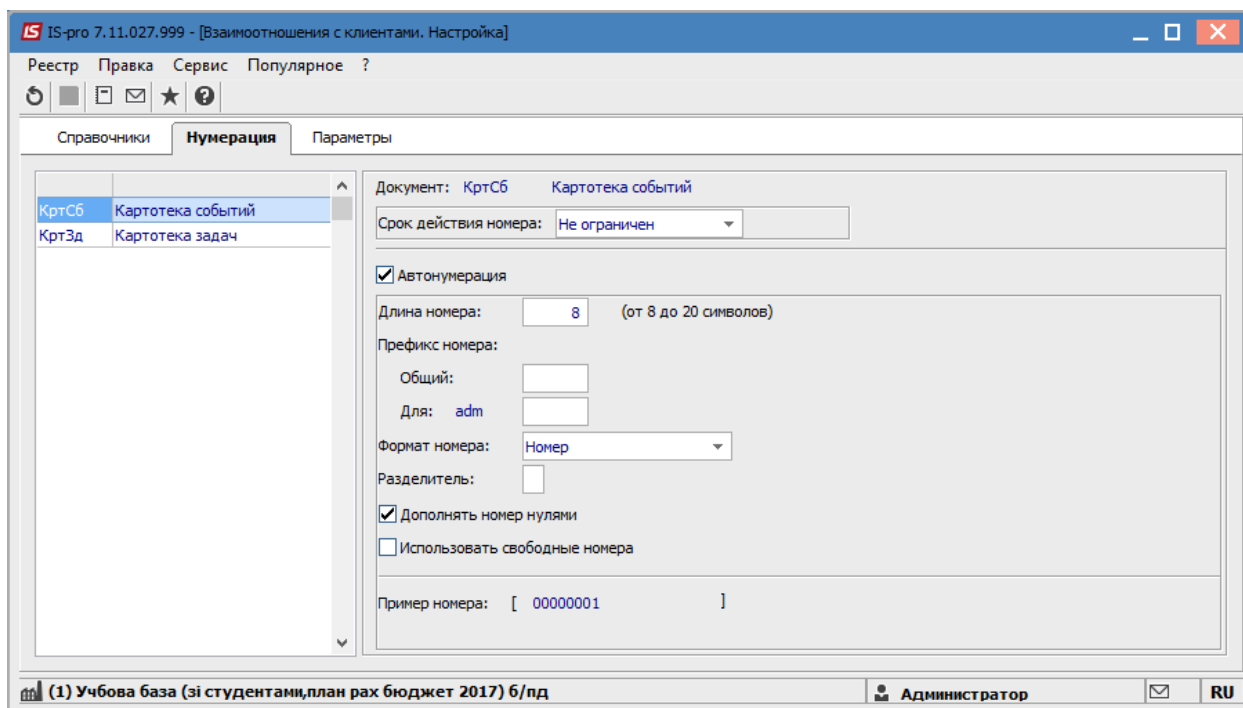 IS-pro 7.11.027.999 - [Взаимоотношения с клиентами. Настройка]
Реестр Правка Сервис Популярное ?
Справочники Нумерация Параметры
КртСб Картотека событий
КртЗд Картотека задач
Документ: КртСб Картотека событий
Срок действия номера: Не ограничен
Автонумерация
Длина номера: 8 (от 8 до 20 символов)
Префикс номера:
Общий:
Для: adm
Формат номера: Номер
Разделитель:
Дополнять номер нулями
Использовать свободные номера
Пример номера: [ 00000001 ]
(1) Учбова база (зі студентами,план рах бюджет 2017) б/пд Администратор RU